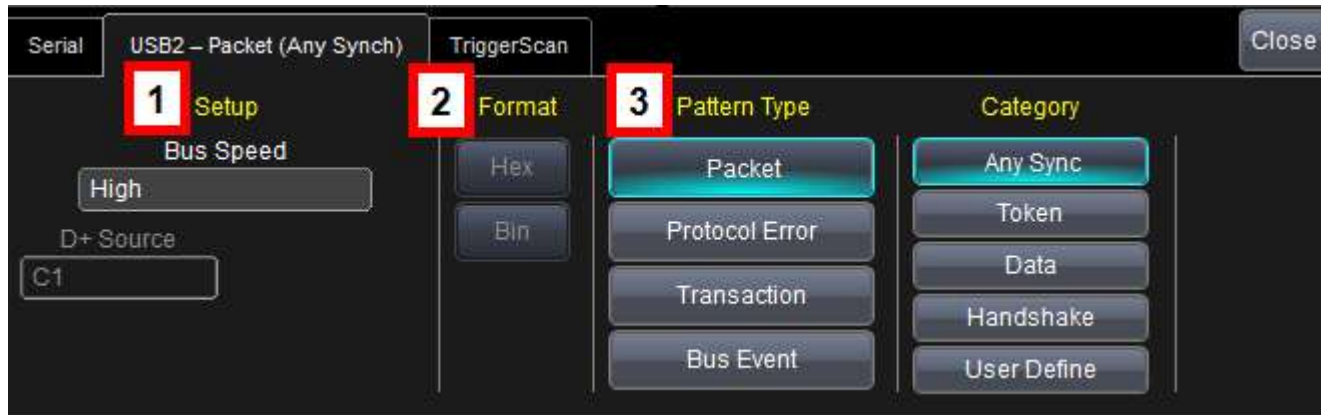 Serial
USB2 – Packet (Any Synch)
TriggerScan
Close
1 Setup
Bus Speed
High
D+ Source
C1
2 Format
Hex
Bin
3 Pattern Type
Packet
Protocol Error
Transaction
Bus Event
Category
Any Sync
Token
Data
Handshake
User Define